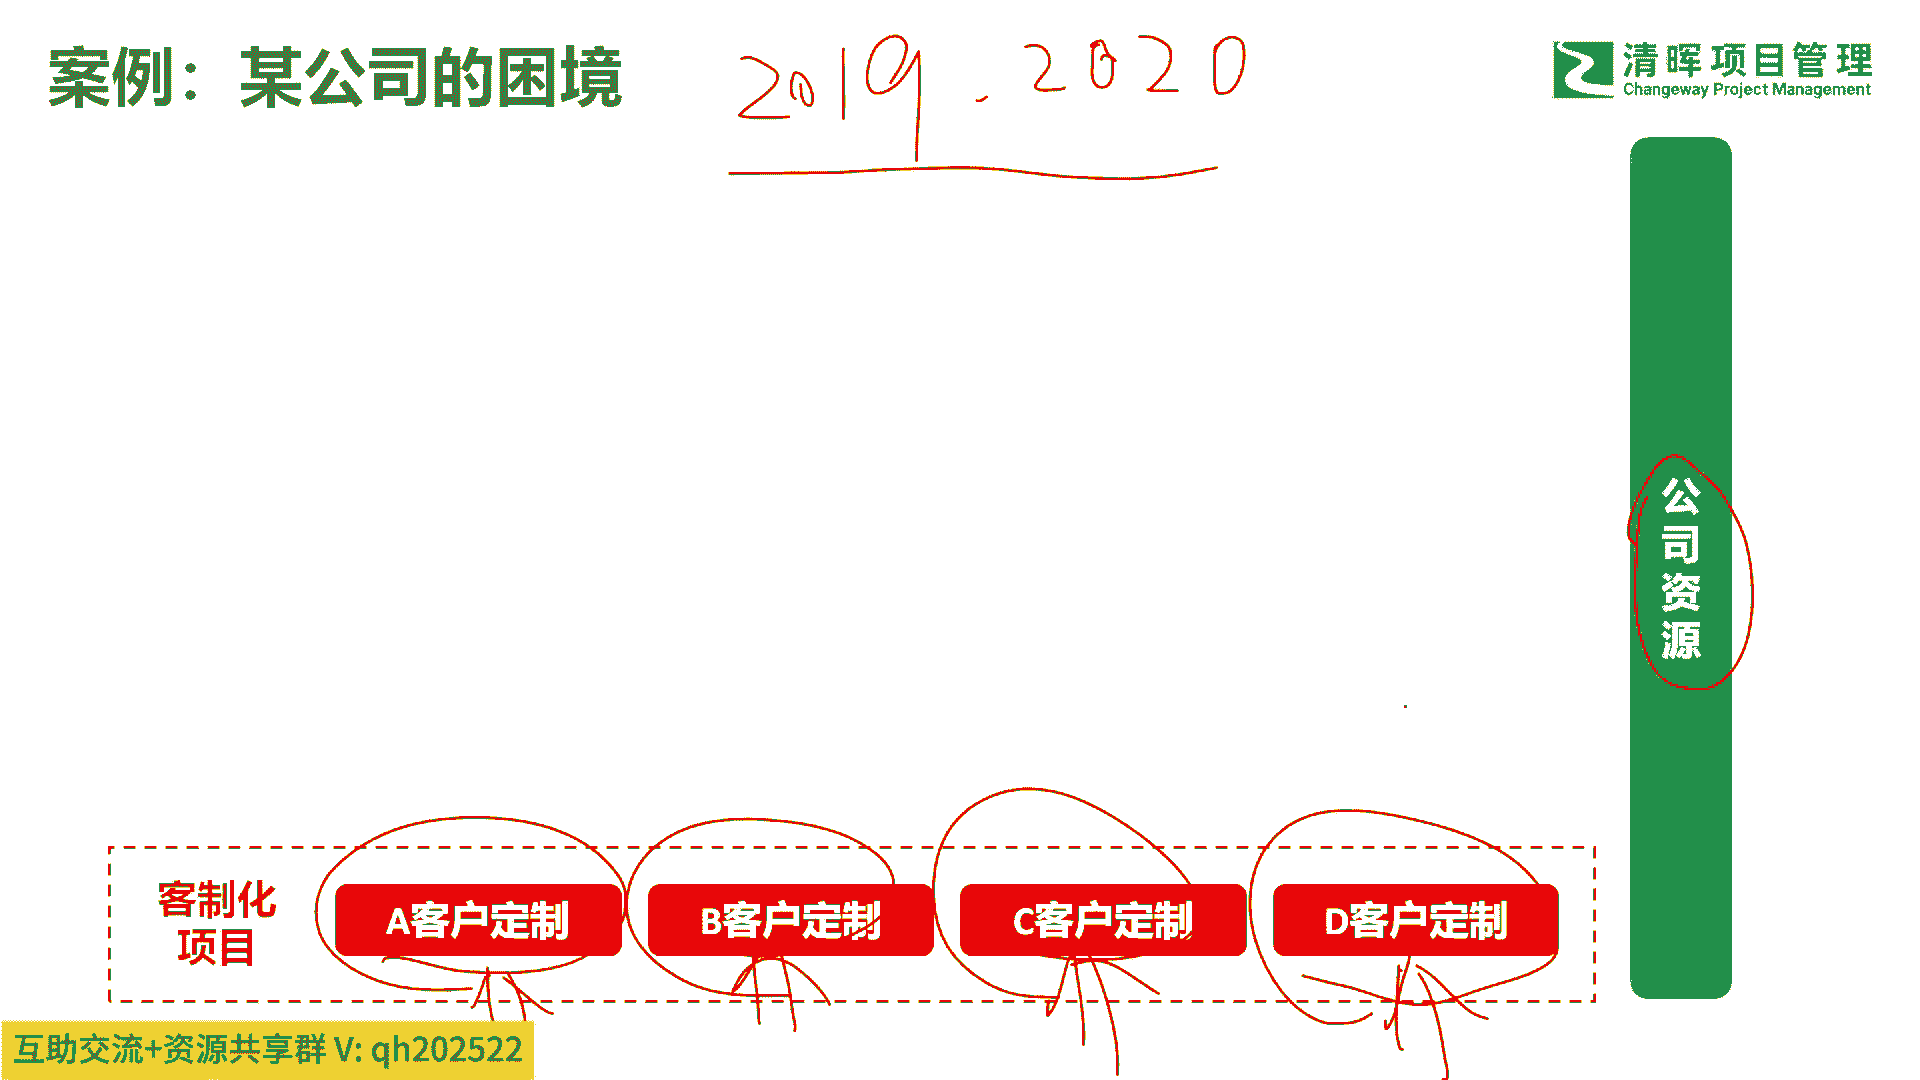 案例：某公司的困境
2019.2020
清晖项目管理
Changeway Project Management
公司资源
客制化
项目
A客户定制
B客户定制
C客户定制
D客户定制
互助交流+资源共享群 V: qh202522